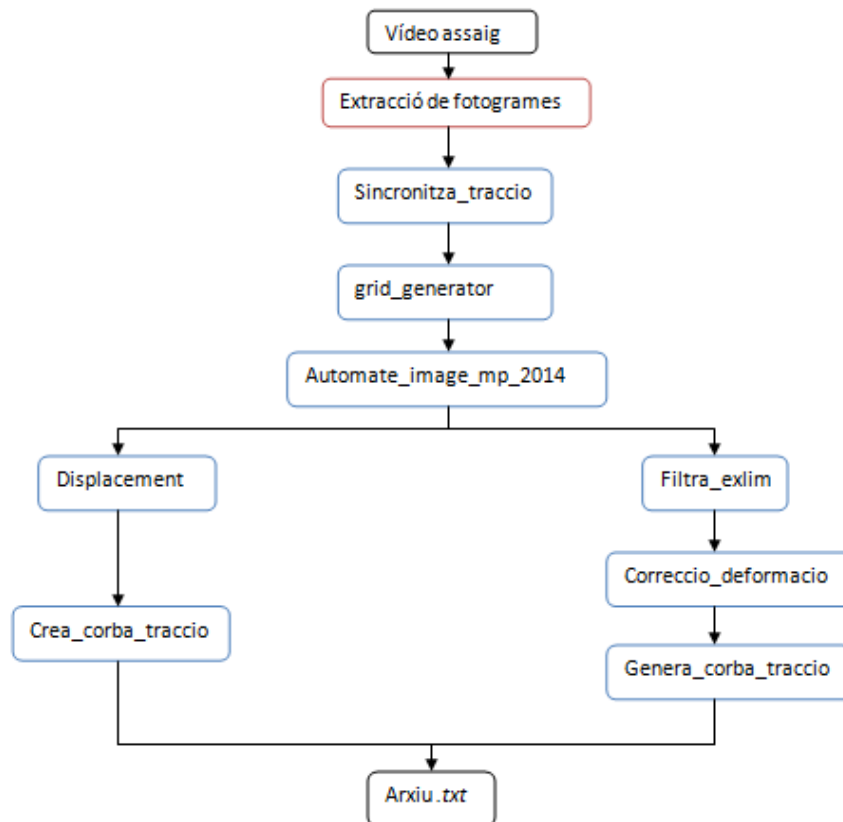 Vídeo assaig
Extracció de fotogrames
Sincronitza_traccio
grid_generator
Automate_image_mp_2014
Displacement
Filtra_exlim
Correccio_deformacio
Crea_corba_traccio
Genera_corba_traccio
Arxiu .txt